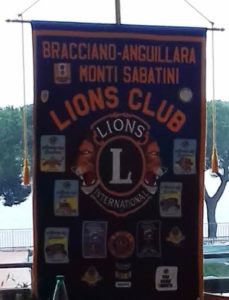 BRACCIANO-ANGUILLARA
MONTI SABATINI
LIONS CLUB
LIONS
L
INTERNATIONAL